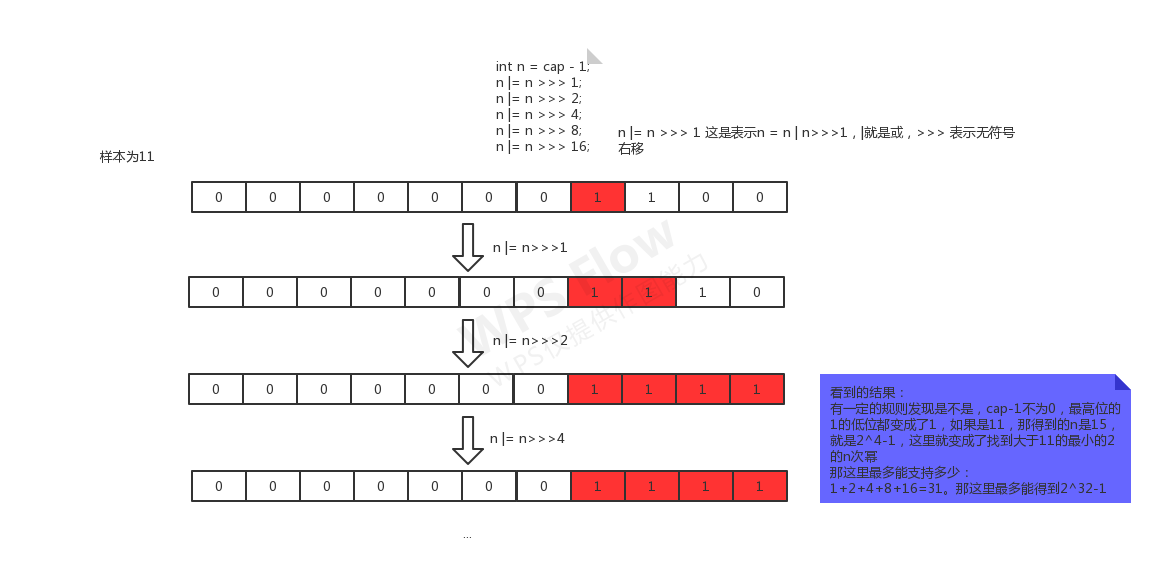 int n = cap - 1;
n |= n >>> 1;
n |= n >>> 2;
n |= n >>> 4;
n |= n >>> 8;
n |= n >>> 16;
n |= n >>> 1 这是表示n = n | n>>>1，|就是或，>>> 表示无符号
右移
样本为11
0 0 0 0 0 0 0 1 1 0 0
n |= n>>>1
0 0 0 0 0 0 0 1 1 1 0
n |= n>>>2
0 0 0 0 0 0 0 1 1 1 1
n |= n>>>4
0 0 0 0 0 0 0 1 1 1 1
...
看到的结果：
有一定的规则发现是不是，cap-1不为0，最高位的
1的低位都变成了1，如果是11，那得到的n是15，
就是2^4-1，这里就变成了找到大于11的最小的2
的n次幂
那这里最多能支持多少：
1+2+4+8+16=31。那这里最多能得到2^32-1
WPS Flow
WPS仅提供作图能力